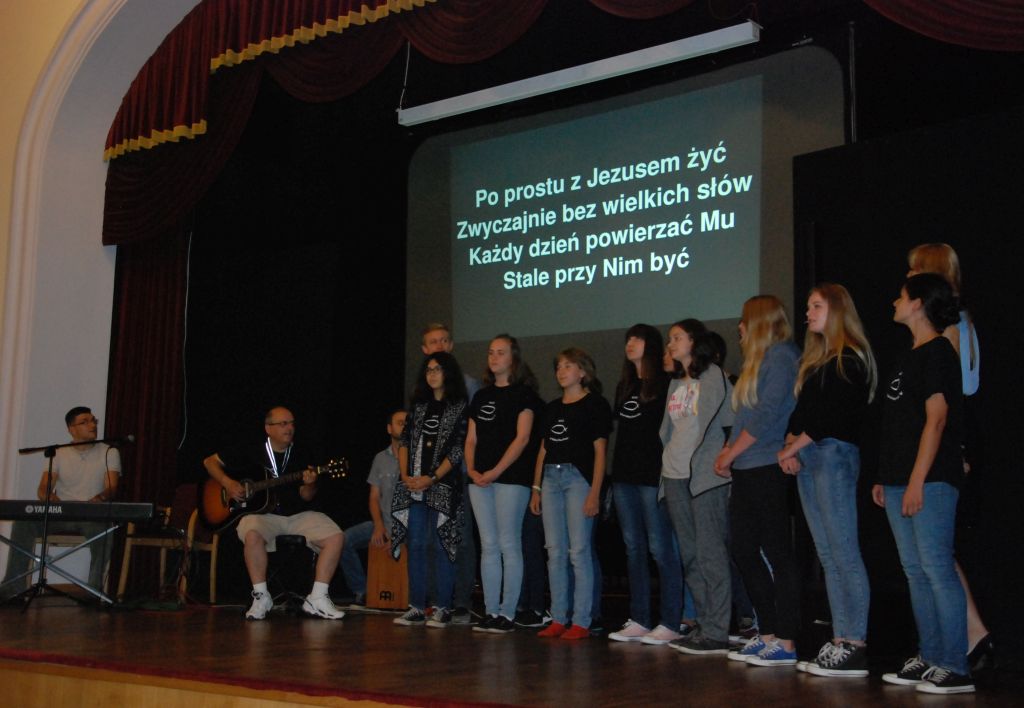 Po prostu z Jezusem żyć
Zwyczajnie bez wielkich słów
Każdy dzień powierzać Mu
Stale przy Nim być
YAMAHA